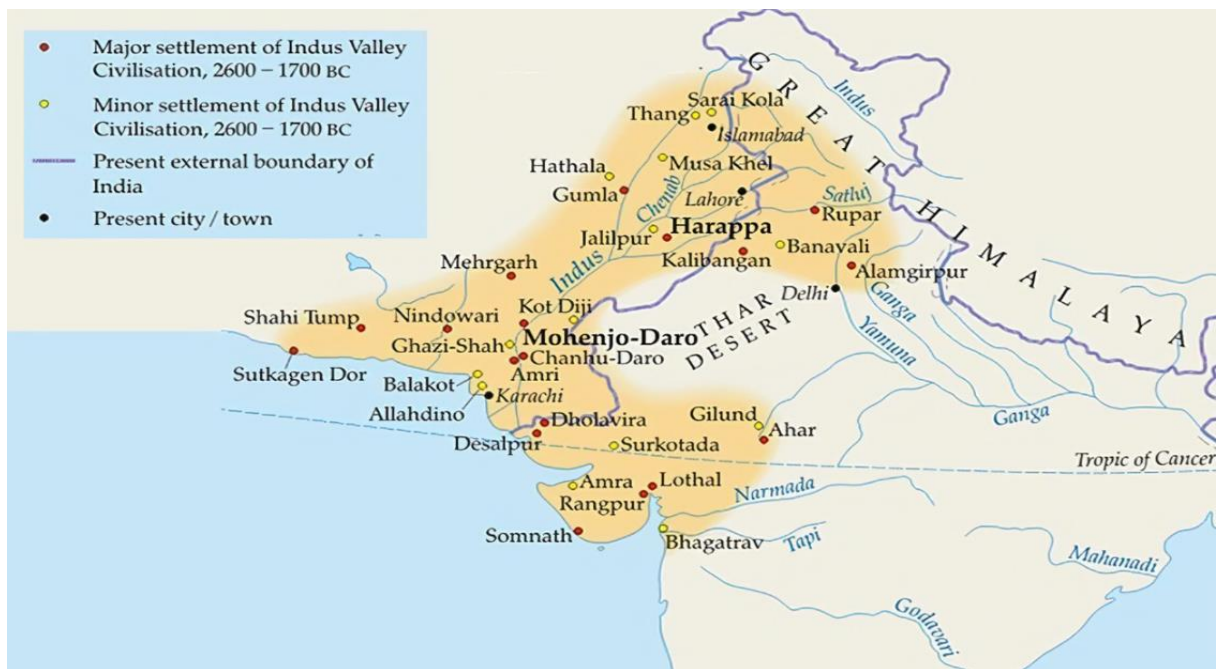 Major settlement of Indus Valley
Civilisation, 2600 – 1700 BC
Minor settlement of Indus Valley
Civilisation, 2600 – 1700 BC
Present external boundary of
India
Present city / town
GREAT HIMALAYA
Indus
Sarai Kola
Thang
Islamabad
Hathala
Musa Khel
Gumla
Chenab
Lahore
Satluj
Rupar
Harappa
Jalilpur
Banavali
Kalibangan
Alamgirpur
Mehrgarh
Indus
Delhi
Ganga
Kot Diji
THAR
DESERT
Yamuna
Shahi Tump
Nindowari
Mohenjo-Daro
Ghazi-Shah
Chanhu-Daro
Sutkagen Dor
Amri
Balakot
Karachi
Allahdino
Gilund
Ganga
Dholavira
Ahar
Desalpur
Surkotada
Tropic of Cancer
Amra
Lothal
Narmada
Rangpur
Somnath
Bhagatrav
Tapi
Mahanadi
Godavari